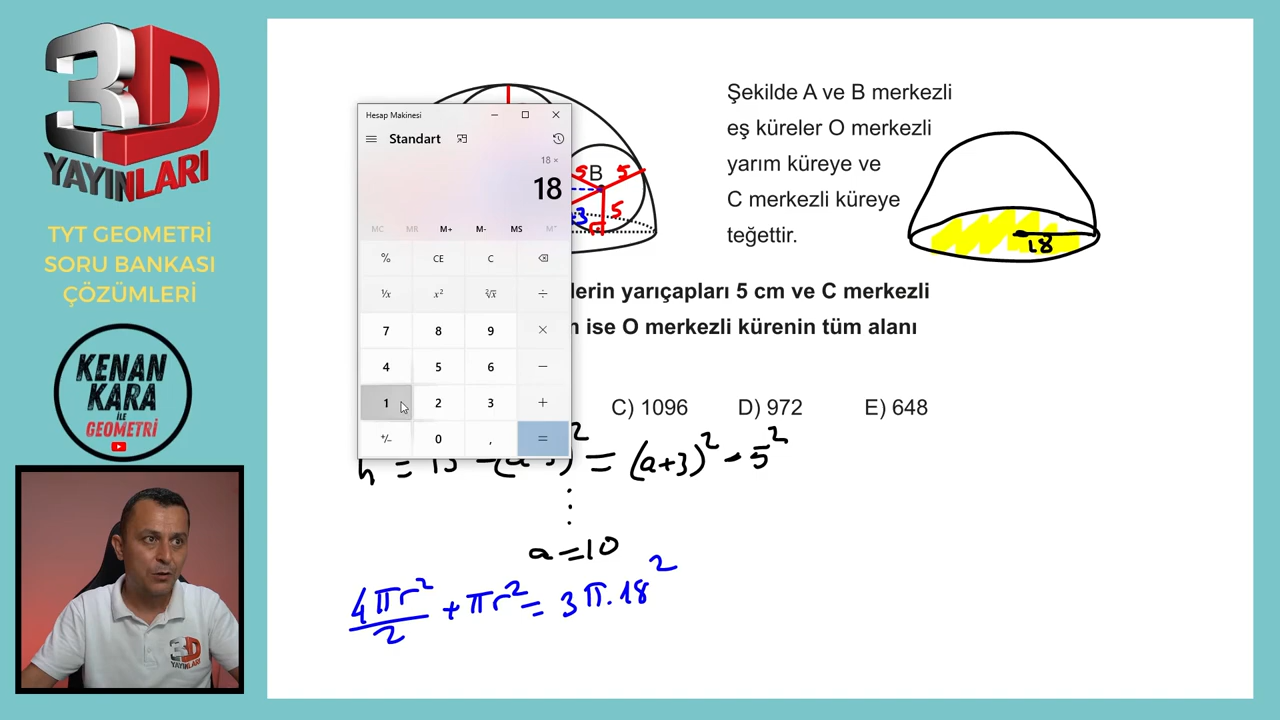 3D
YAYINLARI
TYT GEOMETRİ
SORU BANKASI
ÇÖZÜMLERİ
KENAN
KARA
İLE
GEOMETRİ
3D
YAYINLARI
Hesap Makinesi
Standart
18 ×
18
MC MR M+ M- MS
% CE C
¹/x x² ²√x ÷
7 8 9 ×
4 5 6 −
1 2 3 +
+/− 0 , =
5 B 5
3 5
Şekilde A ve B merkezli
eş küreler O merkezli
yarım küreye ve
C merkezli küreye
teğettir.
18
lerin yarıçapları 5 cm ve C merkezli
ise O merkezli kürenin tüm alanı
C) 1096 D) 972 E) 648
= (a+3)² - 5²
a=10
4πr²/2 + πr² = 3π.18²